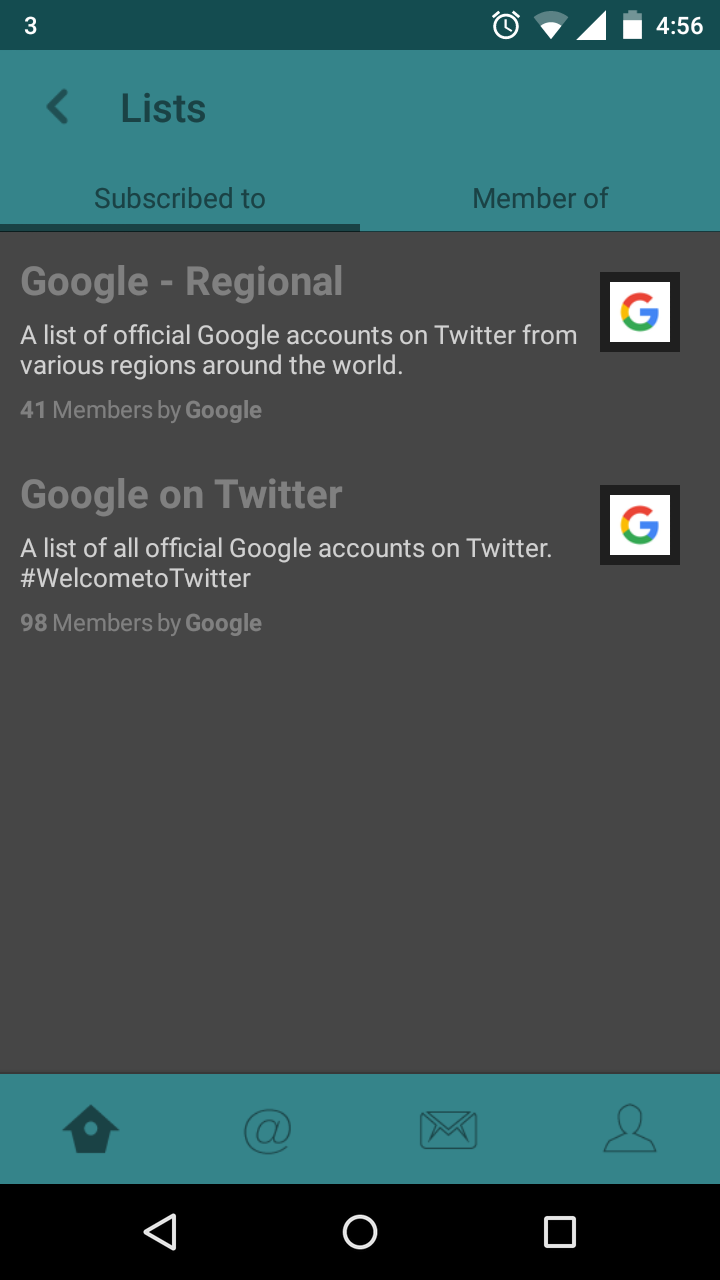 3
4:56
Lists
Subscribed to
Member of
Google - Regional
A list of official Google accounts on Twitter from
various regions around the world.
41 Members by Google
Google on Twitter
A list of all official Google accounts on Twitter.
#WelcometoTwitter
98 Members by Google